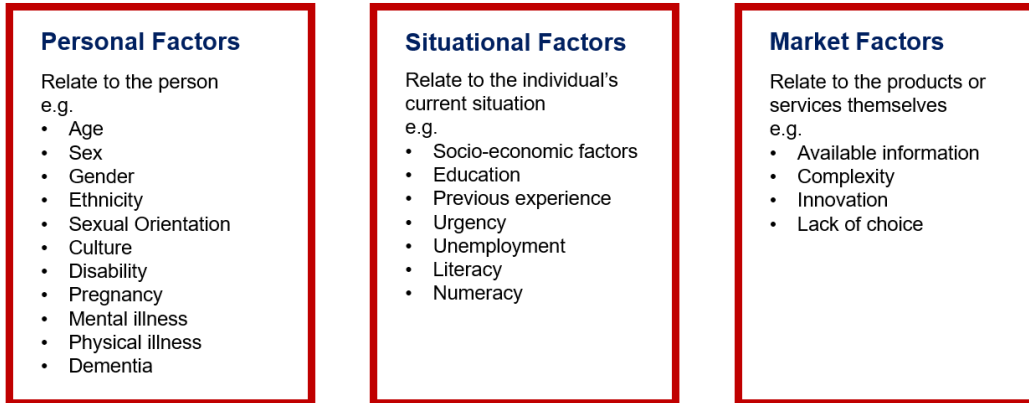 Personal Factors
Relate to the person
e.g.
• Age
• Sex
• Gender
• Ethnicity
• Sexual Orientation
• Culture
• Disability
• Pregnancy
• Mental illness
• Physical illness
• Dementia
Situational Factors
Relate to the individual's
current situation
e.g.
• Socio-economic factors
• Education
• Previous experience
• Urgency
• Unemployment
• Literacy
• Numeracy
Market Factors
Relate to the products or
services themselves
e.g.
• Available information
• Complexity
• Innovation
• Lack of choice